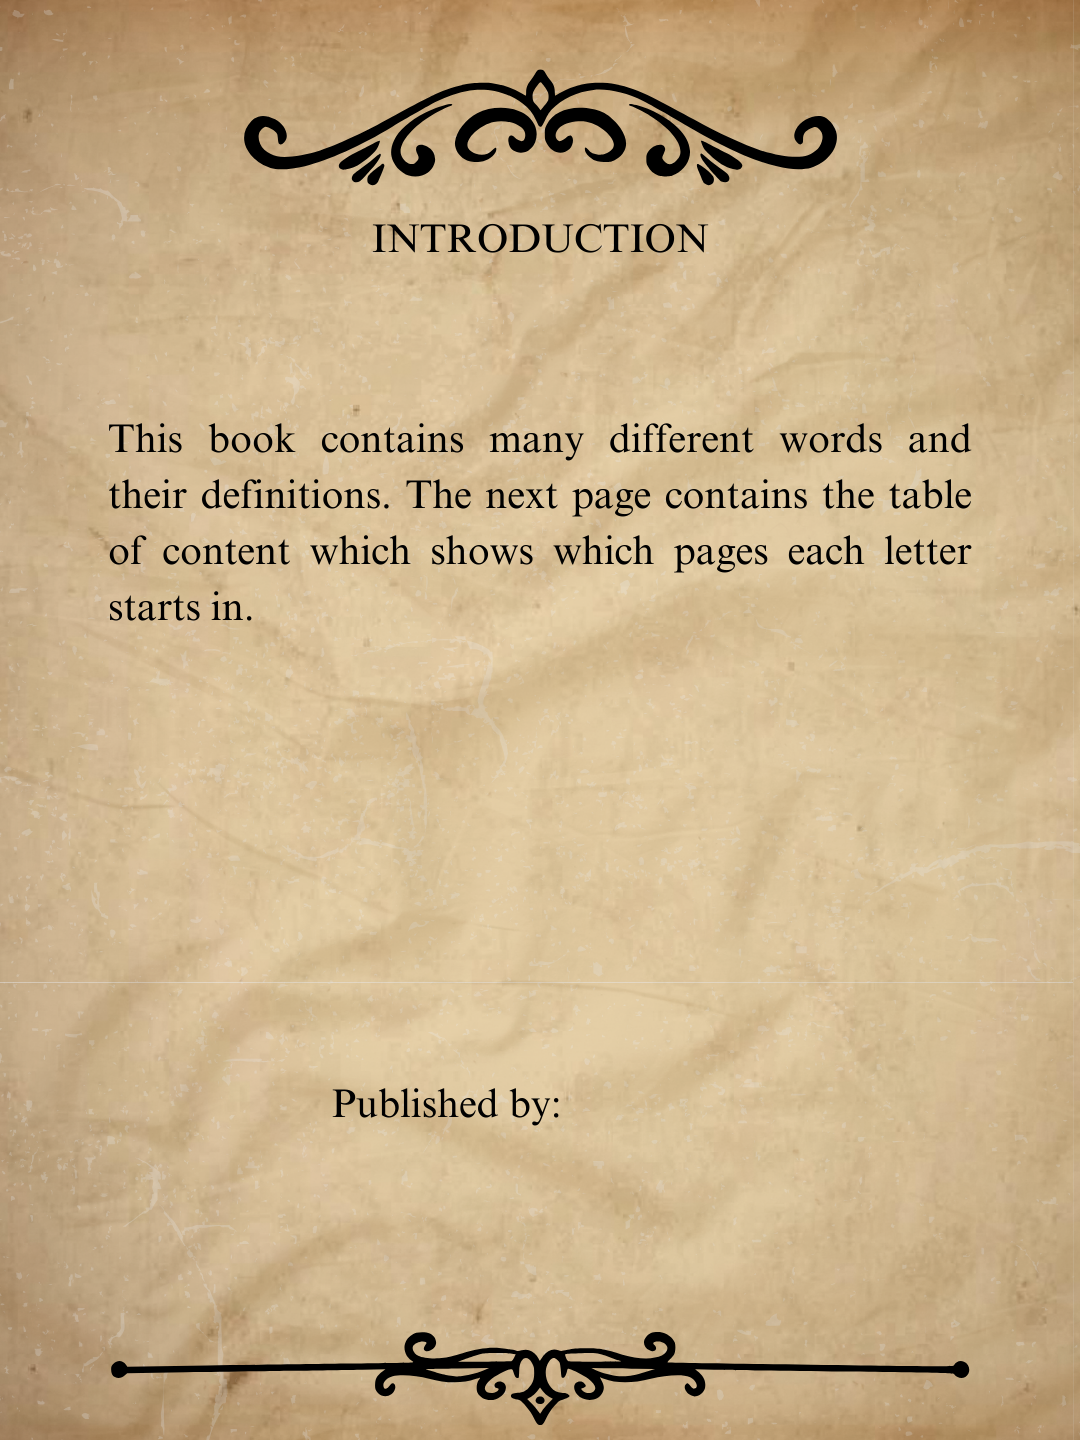 INTRODUCTION
This book contains many different words and
their definitions. The next page contains the table
of content which shows which pages each letter
starts in.
Published by: